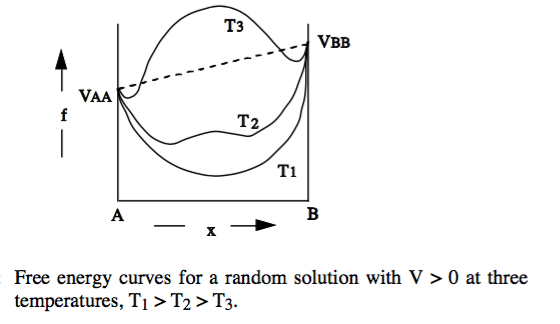 T3
VBB
VAA
f
T2
T1
A
B
x
: Free energy curves for a random solution with V > 0 at three
temperatures, T1 > T2 > T3.